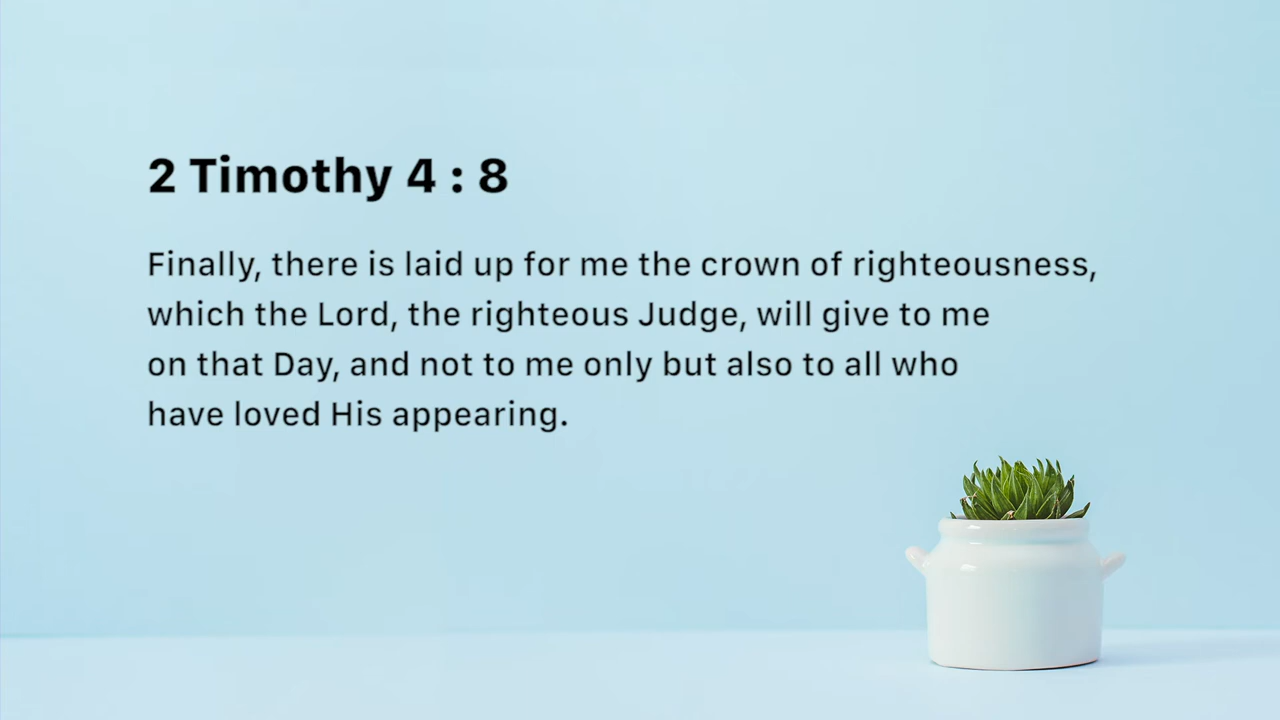 2 Timothy 4 : 8
Finally, there is laid up for me the crown of righteousness,
which the Lord, the righteous Judge, will give to me
on that Day, and not to me only but also to all who
have loved His appearing.